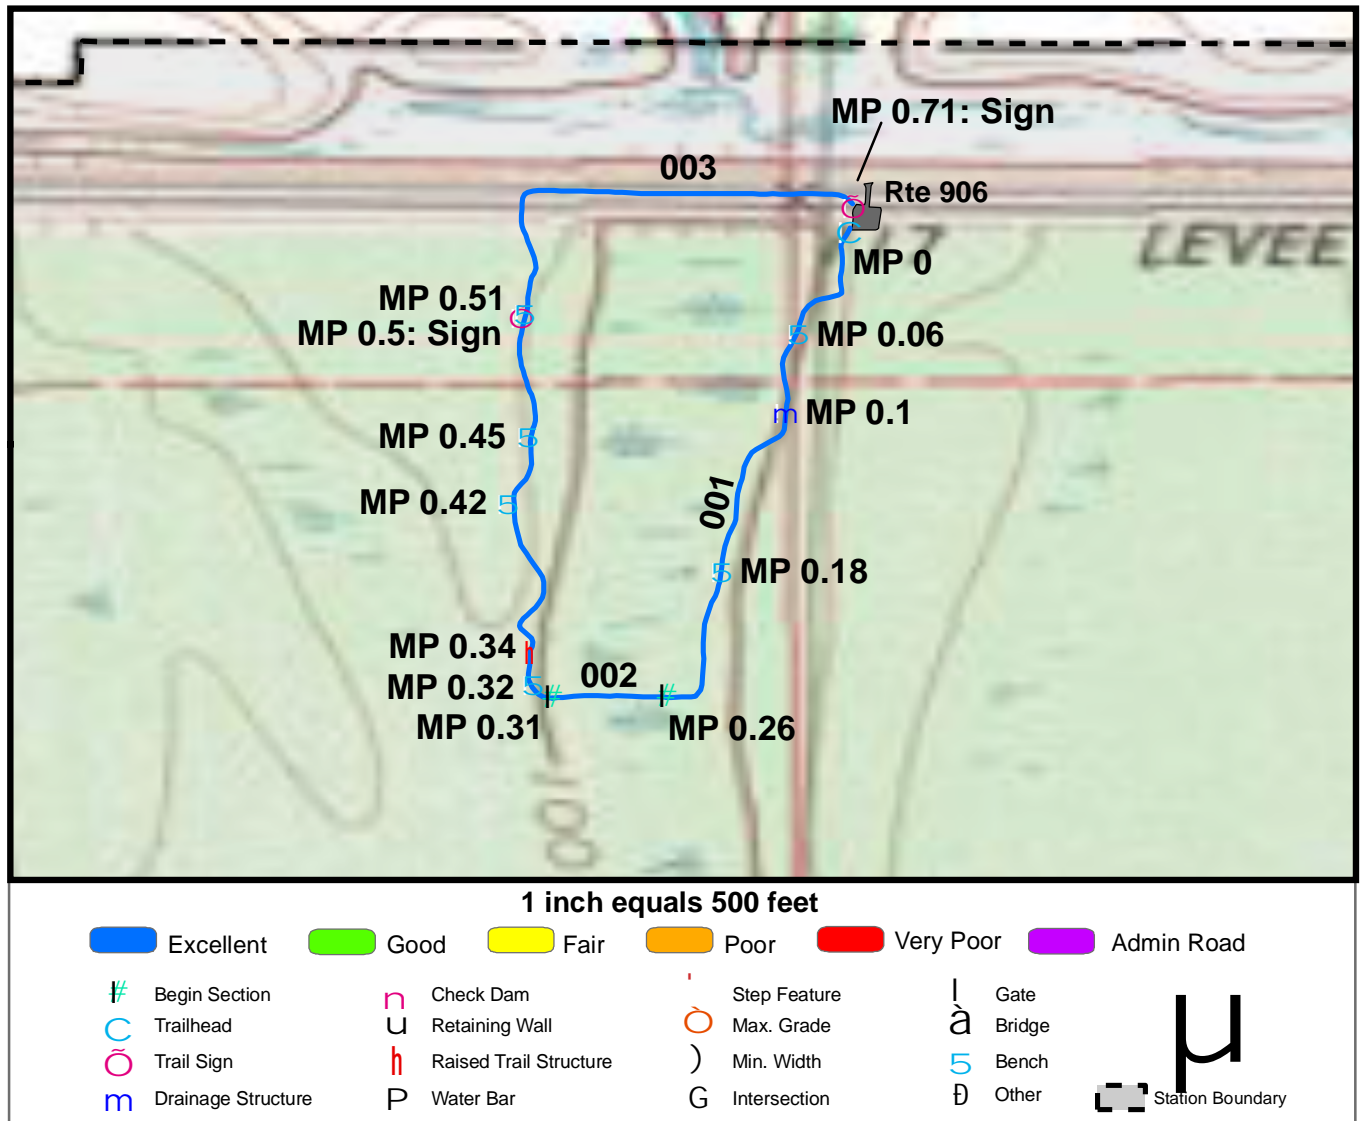 MP 0.71: Sign
003
Rte 906
LEVEE
MP 0
MP 0.51
MP 0.5: Sign
MP 0.06
MP 0.1
MP 0.45
MP 0.42
001
MP 0.18
MP 0.34
MP 0.32
002
MP 0.31
MP 0.26
100
1 inch equals 500 feet
Excellent
Good
Fair
Poor
Very Poor
Admin Road
# Begin Section
n Check Dam
' Step Feature
I Gate
C Trailhead
u Retaining Wall
Ò Max. Grade
à Bridge
Õ Trail Sign
h Raised Trail Structure
) Min. Width
5 Bench
m Drainage Structure
P Water Bar
G Intersection
Ð Other
Station Boundary
µ